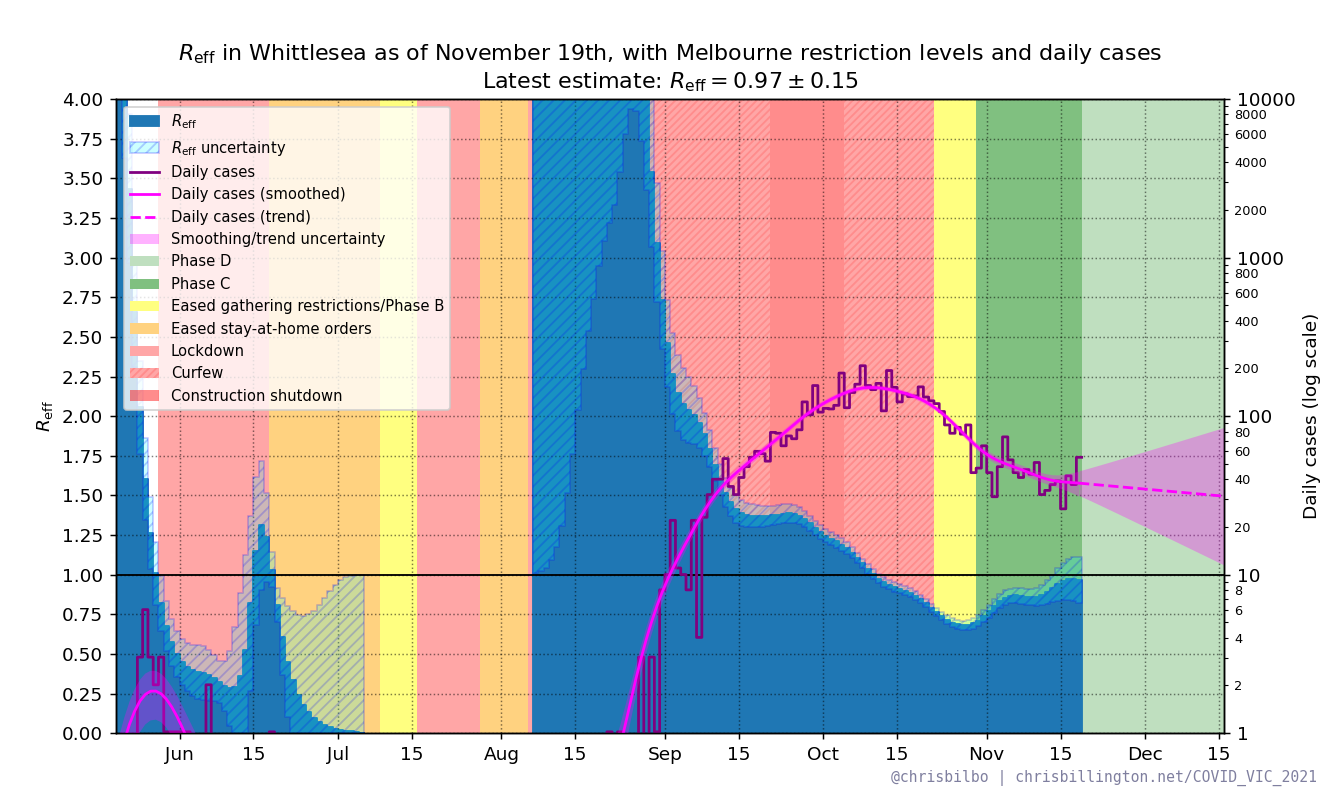 Reff in Whittlesea as of November 19th, with Melbourne restriction levels and daily cases
Latest estimate: Reff = 0.97 ± 0.15
Reff
Reff uncertainty
Daily cases
Daily cases (smoothed)
Daily cases (trend)
Smoothing/trend uncertainty
Phase D
Phase C
Eased gathering restrictions/Phase B
Eased stay-at-home orders
Lockdown
Curfew
Construction shutdown
Reff
4.00
3.75
3.50
3.25
3.00
2.75
2.50
2.25
2.00
1.75
1.50
1.25
1.00
0.75
0.50
0.25
0.00
10000
8000
6000
4000
2000
1000
800
600
400
200
100
80
60
40
20
10
8
6
4
2
1
Daily cases (log scale)
Jun 15 Jul 15 Aug 15 Sep 15 Oct 15 Nov 15 Dec 15
@chrisbilbo | chrisbillington.net/COVID_VIC_2021